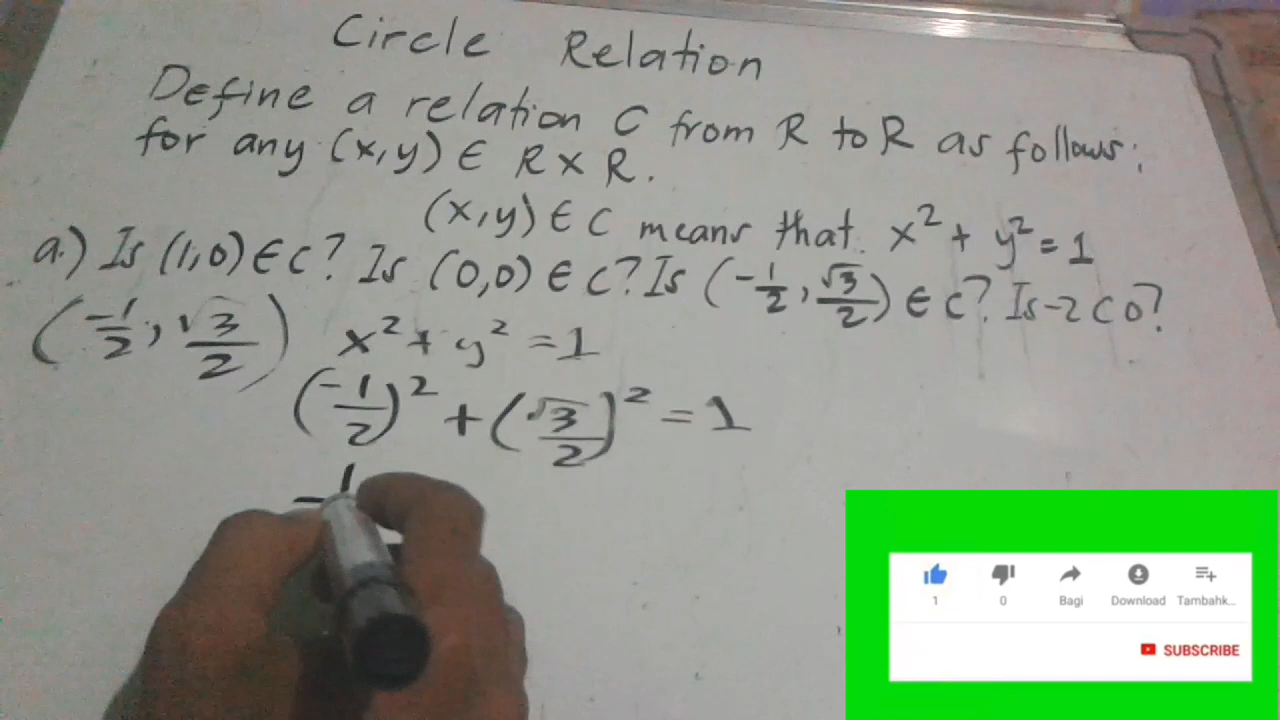 Circle Relation
Define a relation C from R to R as follows:
for any (x,y) ∈ R × R.
(x,y) ∈ C means that x² + y² = 1
a.) Is (1,0) ∈ C? Is (0,0) ∈ C? Is (-1/2, √3/2) ∈ C? Is -2 C 0?
(-1/2, √3/2) x² + y² = 1
(-1/2)² + (√3/2)² = 1
-1
1 0 Bagi Download Tambahk...
SUBSCRIBE